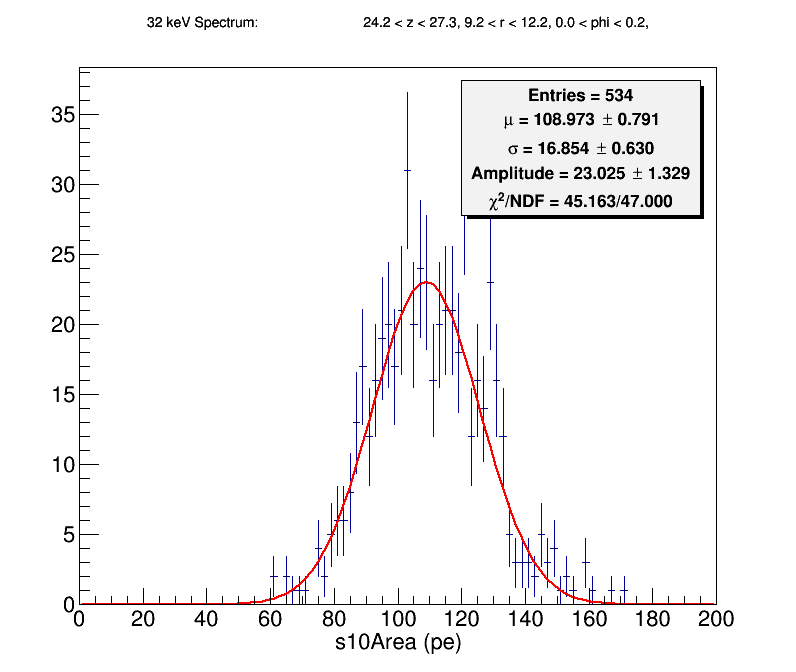 32 keV Spectrum: 24.2 < z < 27.3, 9.2 < r < 12.2, 0.0 < phi < 0.2,
Entries = 534
μ = 108.973 ± 0.791
σ = 16.854 ± 0.630
Amplitude = 23.025 ± 1.329
χ²/NDF = 45.163/47.000
35
30
25
20
15
10
5
0
0 20 40 60 80 100 120 140 160 180 200
s10Area (pe)